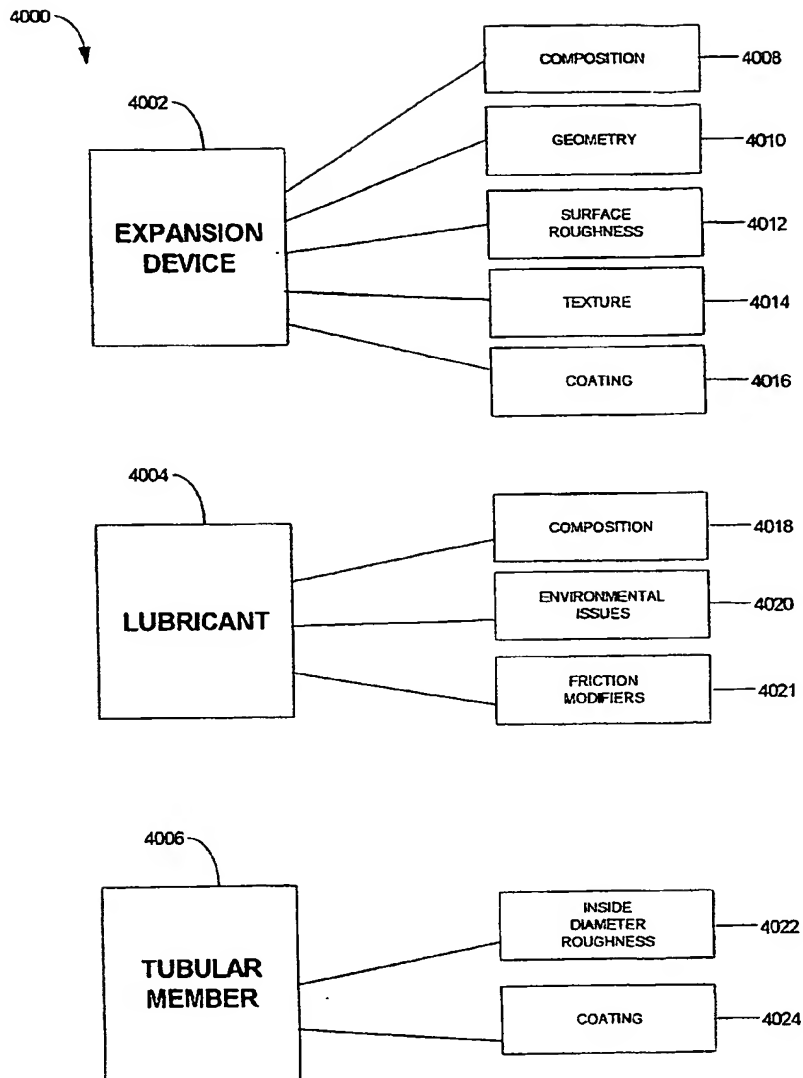 4000
4002
EXPANSION
DEVICE
COMPOSITION
4008
GEOMETRY
4010
SURFACE
ROUGHNESS
4012
TEXTURE
4014
COATING
4016
4004
LUBRICANT
COMPOSITION
4018
ENVIRONMENTAL
ISSUES
4020
FRICTION
MODIFIERS
4021
4006
TUBULAR
MEMBER
INSIDE
DIAMETER
ROUGHNESS
4022
COATING
4024